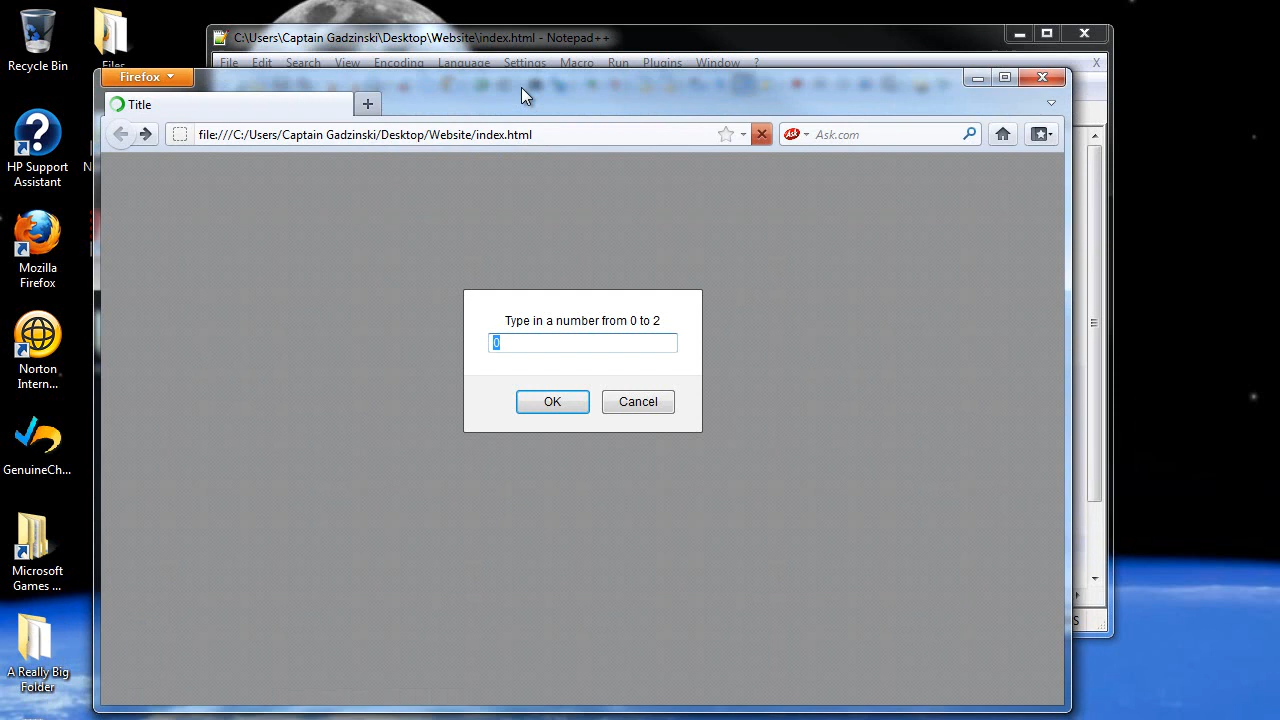 Recycle Bin
Files
HP Support
Assistant
N
Mozilla
Firefox
Norton
Intern...
GenuineCh...
Microsoft
Games ...
A Really Big
Folder
C:\Users\Captain Gadzinski\Desktop\Website\index.html - Notepad++
File Edit Search View Encoding Language Settings Macro Run Plugins Window ? X
Firefox
Title
file:///C:/Users/Captain Gadzinski/Desktop/Website/index.html
Ask Ask.com
Type in a number from 0 to 2
0
OK Cancel
S